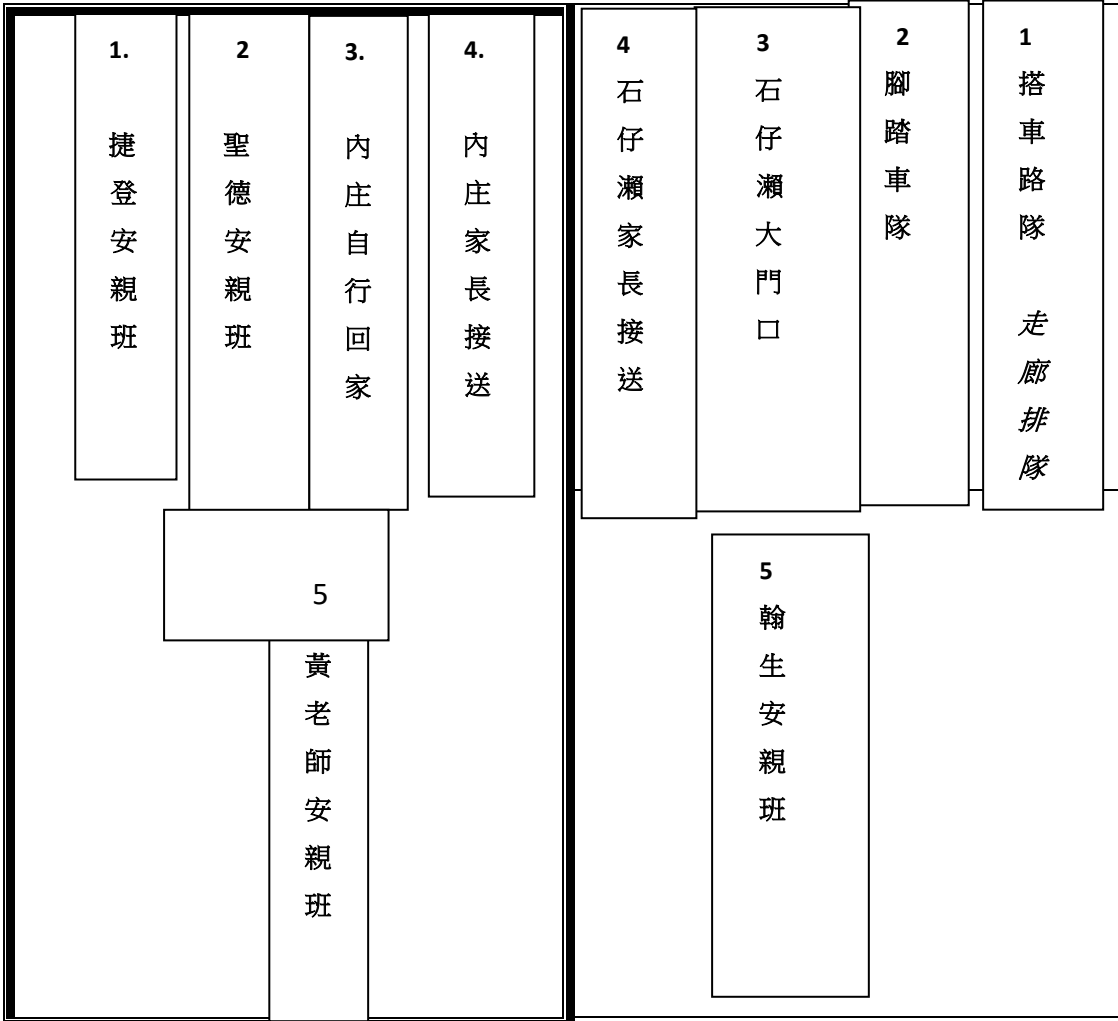 1.
捷登安親班
2
聖德安親班
3.
內庄自行回家
4.
內庄家長接送
5
黃老師安親班
4
石仔瀨家長接送
3
石仔瀨大門口
2
腳踏車隊
1
搭車路隊 走廊排隊
5
翰生安親班